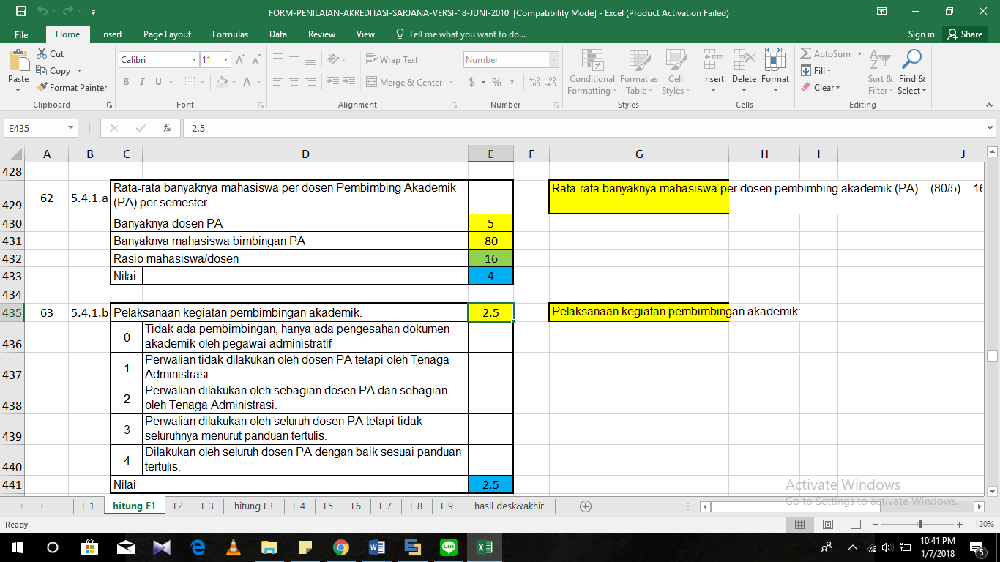 FORM-PENILAIAN-AKREDITASI-SARJANA-VERSI-18-JUNI-2010 [Compatibility Mode] - Excel (Product Activation Failed)
File Home Insert Page Layout Formulas Data Review View Tell me what you want to do... Sign in Share
Cut
Copy
Format Painter
Paste
Clipboard
Calibri 11
B I U
Font
Wrap Text
Merge & Center
Alignment
Number
$ % ,
Number
Conditional Formatting
Format as Table
Cell Styles
Styles
Insert Delete Format
Cells
AutoSum
Fill
Clear
Sort & Filter
Find & Select
Editing
E435 fx 2.5
A B C D E F G H I J
428
429 62 5.4.1.a Rata-rata banyaknya mahasiswa per dosen Pembimbing Akademik
(PA) per semester.
Rata-rata banyaknya mahasiswa per dosen pembimbing akademik (PA) = (80/5) = 16
430 Banyaknya dosen PA 5
431 Banyaknya mahasiswa bimbingan PA 80
432 Rasio mahasiswa/dosen 16
433 Nilai 4
434
435 63 5.4.1.b Pelaksanaan kegiatan pembimbingan akademik. 2.5 Pelaksanaan kegiatan pembimbingan akademik:
436 0 Tidak ada pembimbingan, hanya ada pengesahan dokumen
akademik oleh pegawai administratif
437 1 Perwalian tidak dilakukan oleh dosen PA tetapi oleh Tenaga
Administrasi.
438 2 Perwalian dilakukan oleh sebagian dosen PA dan sebagian
oleh Tenaga Administrasi.
439 3 Perwalian dilakukan oleh seluruh dosen PA tetapi tidak
seluruhnya menurut panduan tertulis.
440 4 Dilakukan oleh seluruh dosen PA dengan baik sesuai panduan
tertulis.
441 Nilai 2.5
Activate Windows
Go to Settings to activate Windows.
F 1 hitung F1 F2 F 3 hitung F3 F 4 F5 F6 F 7 F 8 F 9 hasil desk&akhir
Ready 120%
10:41 PM
1/7/2018
5